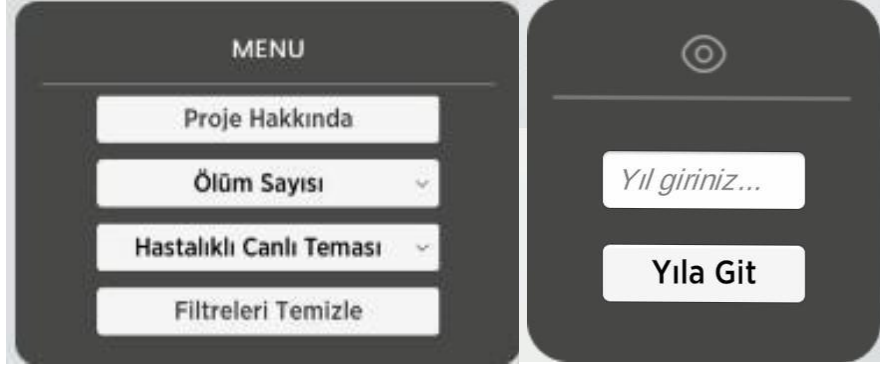 MENU
Proje Hakkında
Ölüm Sayısı
Hastalıklı Canlı Teması
Filtreleri Temizle
Yıl giriniz...
Yıla Git